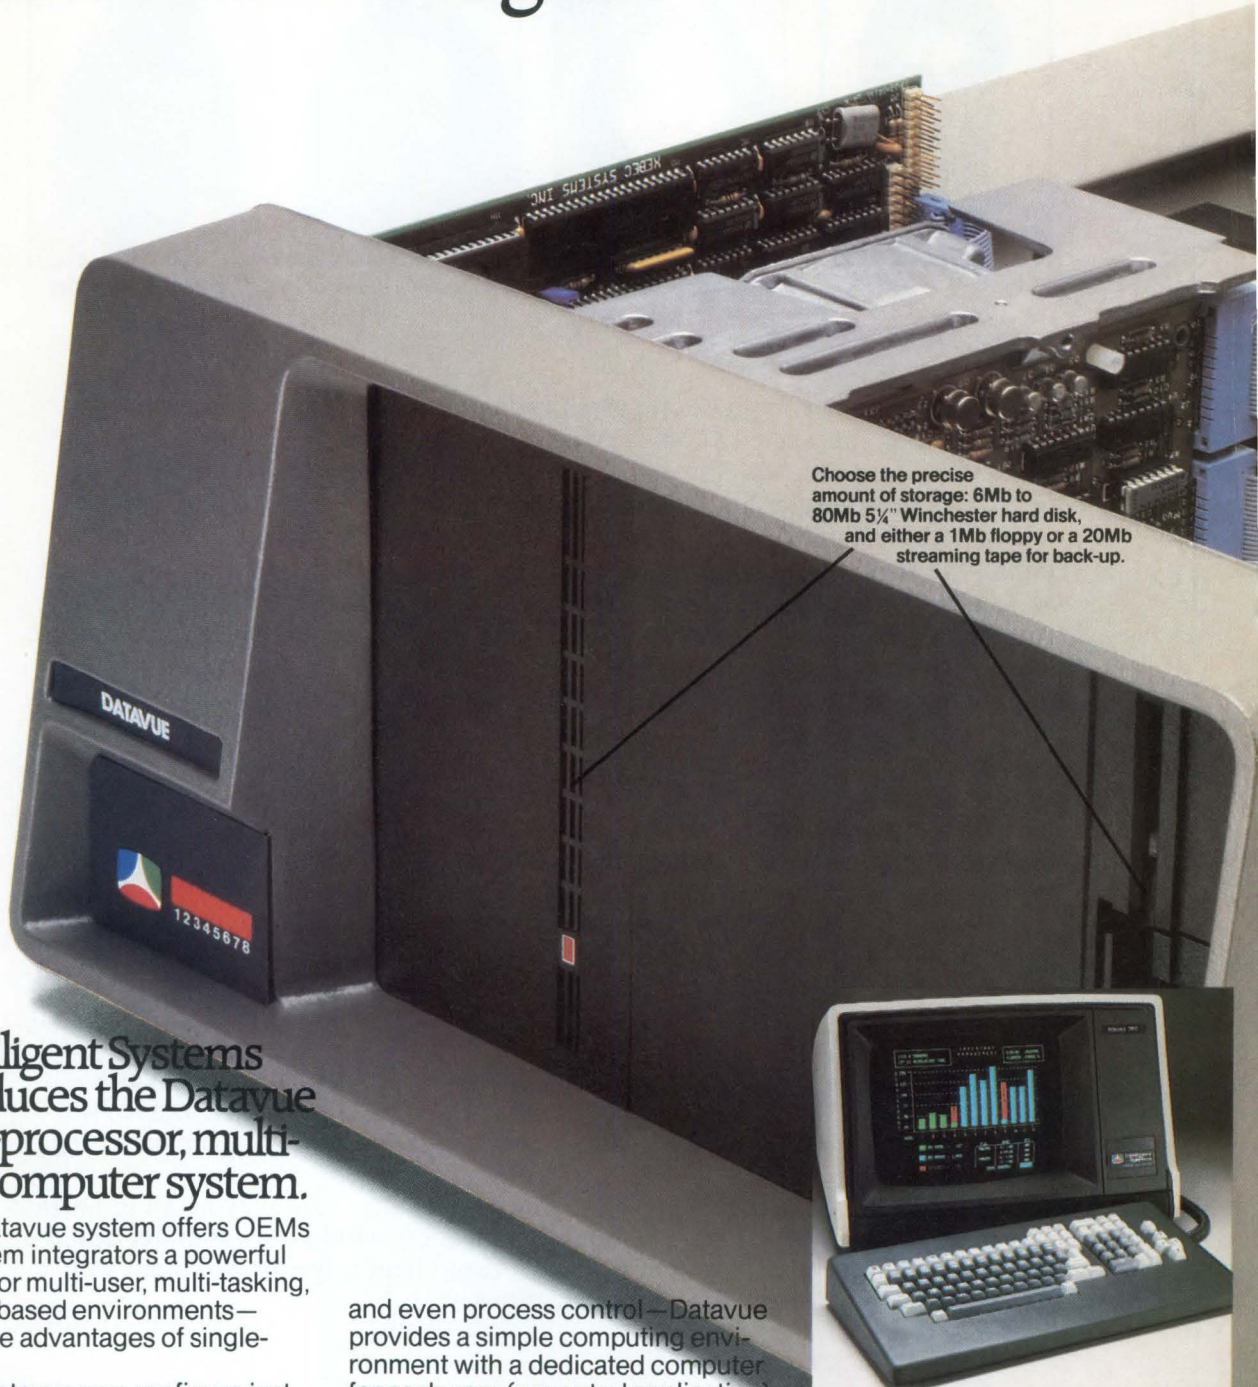 XEBEC SYSTEMS INC.
Choose the precise
amount of storage: 6Mb to
80Mb 5¼" Winchester hard disk,
and either a 1Mb floppy or a 20Mb
streaming tape for back-up.
DATAVUE
12345678
ligent Systems
luces the Datavue
-processor, multi-
omputer system.
tavue system offers OEMs
em integrators a powerful
or multi-user, multi-tasking,
based environments—
e advantages of single-
and even process control—Datavue
provides a simple computing envi-
ronment with a dedicated computer